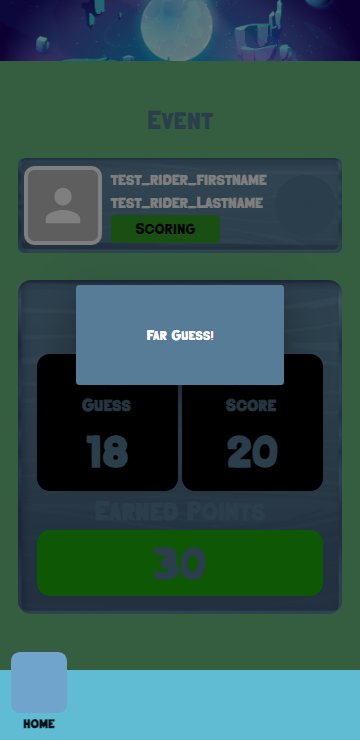 Event
TEST_RIDER_FIRSTNAME
TEST_RIDER_LASTNAME
Scoring
Far Guess!
Guess
Score
18
20
Earned Points
30
HOME